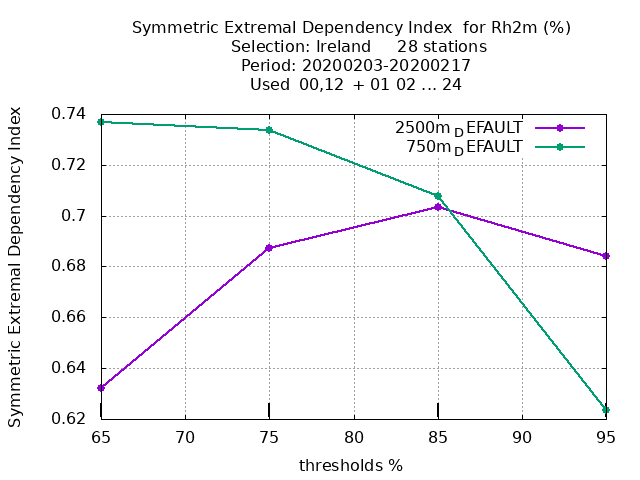 Symmetric Extremal Dependency Index for Rh2m (%)
Selection: Ireland 28 stations
Period: 20200203-20200217
Used 00,12 + 01 02 ... 24
Symmetric Extremal Dependency Index
0.74
0.72
0.7
0.68
0.66
0.64
0.62
2500m_DEFAULT
750m_DEFAULT
65 70 75 80 85 90 95
thresholds %